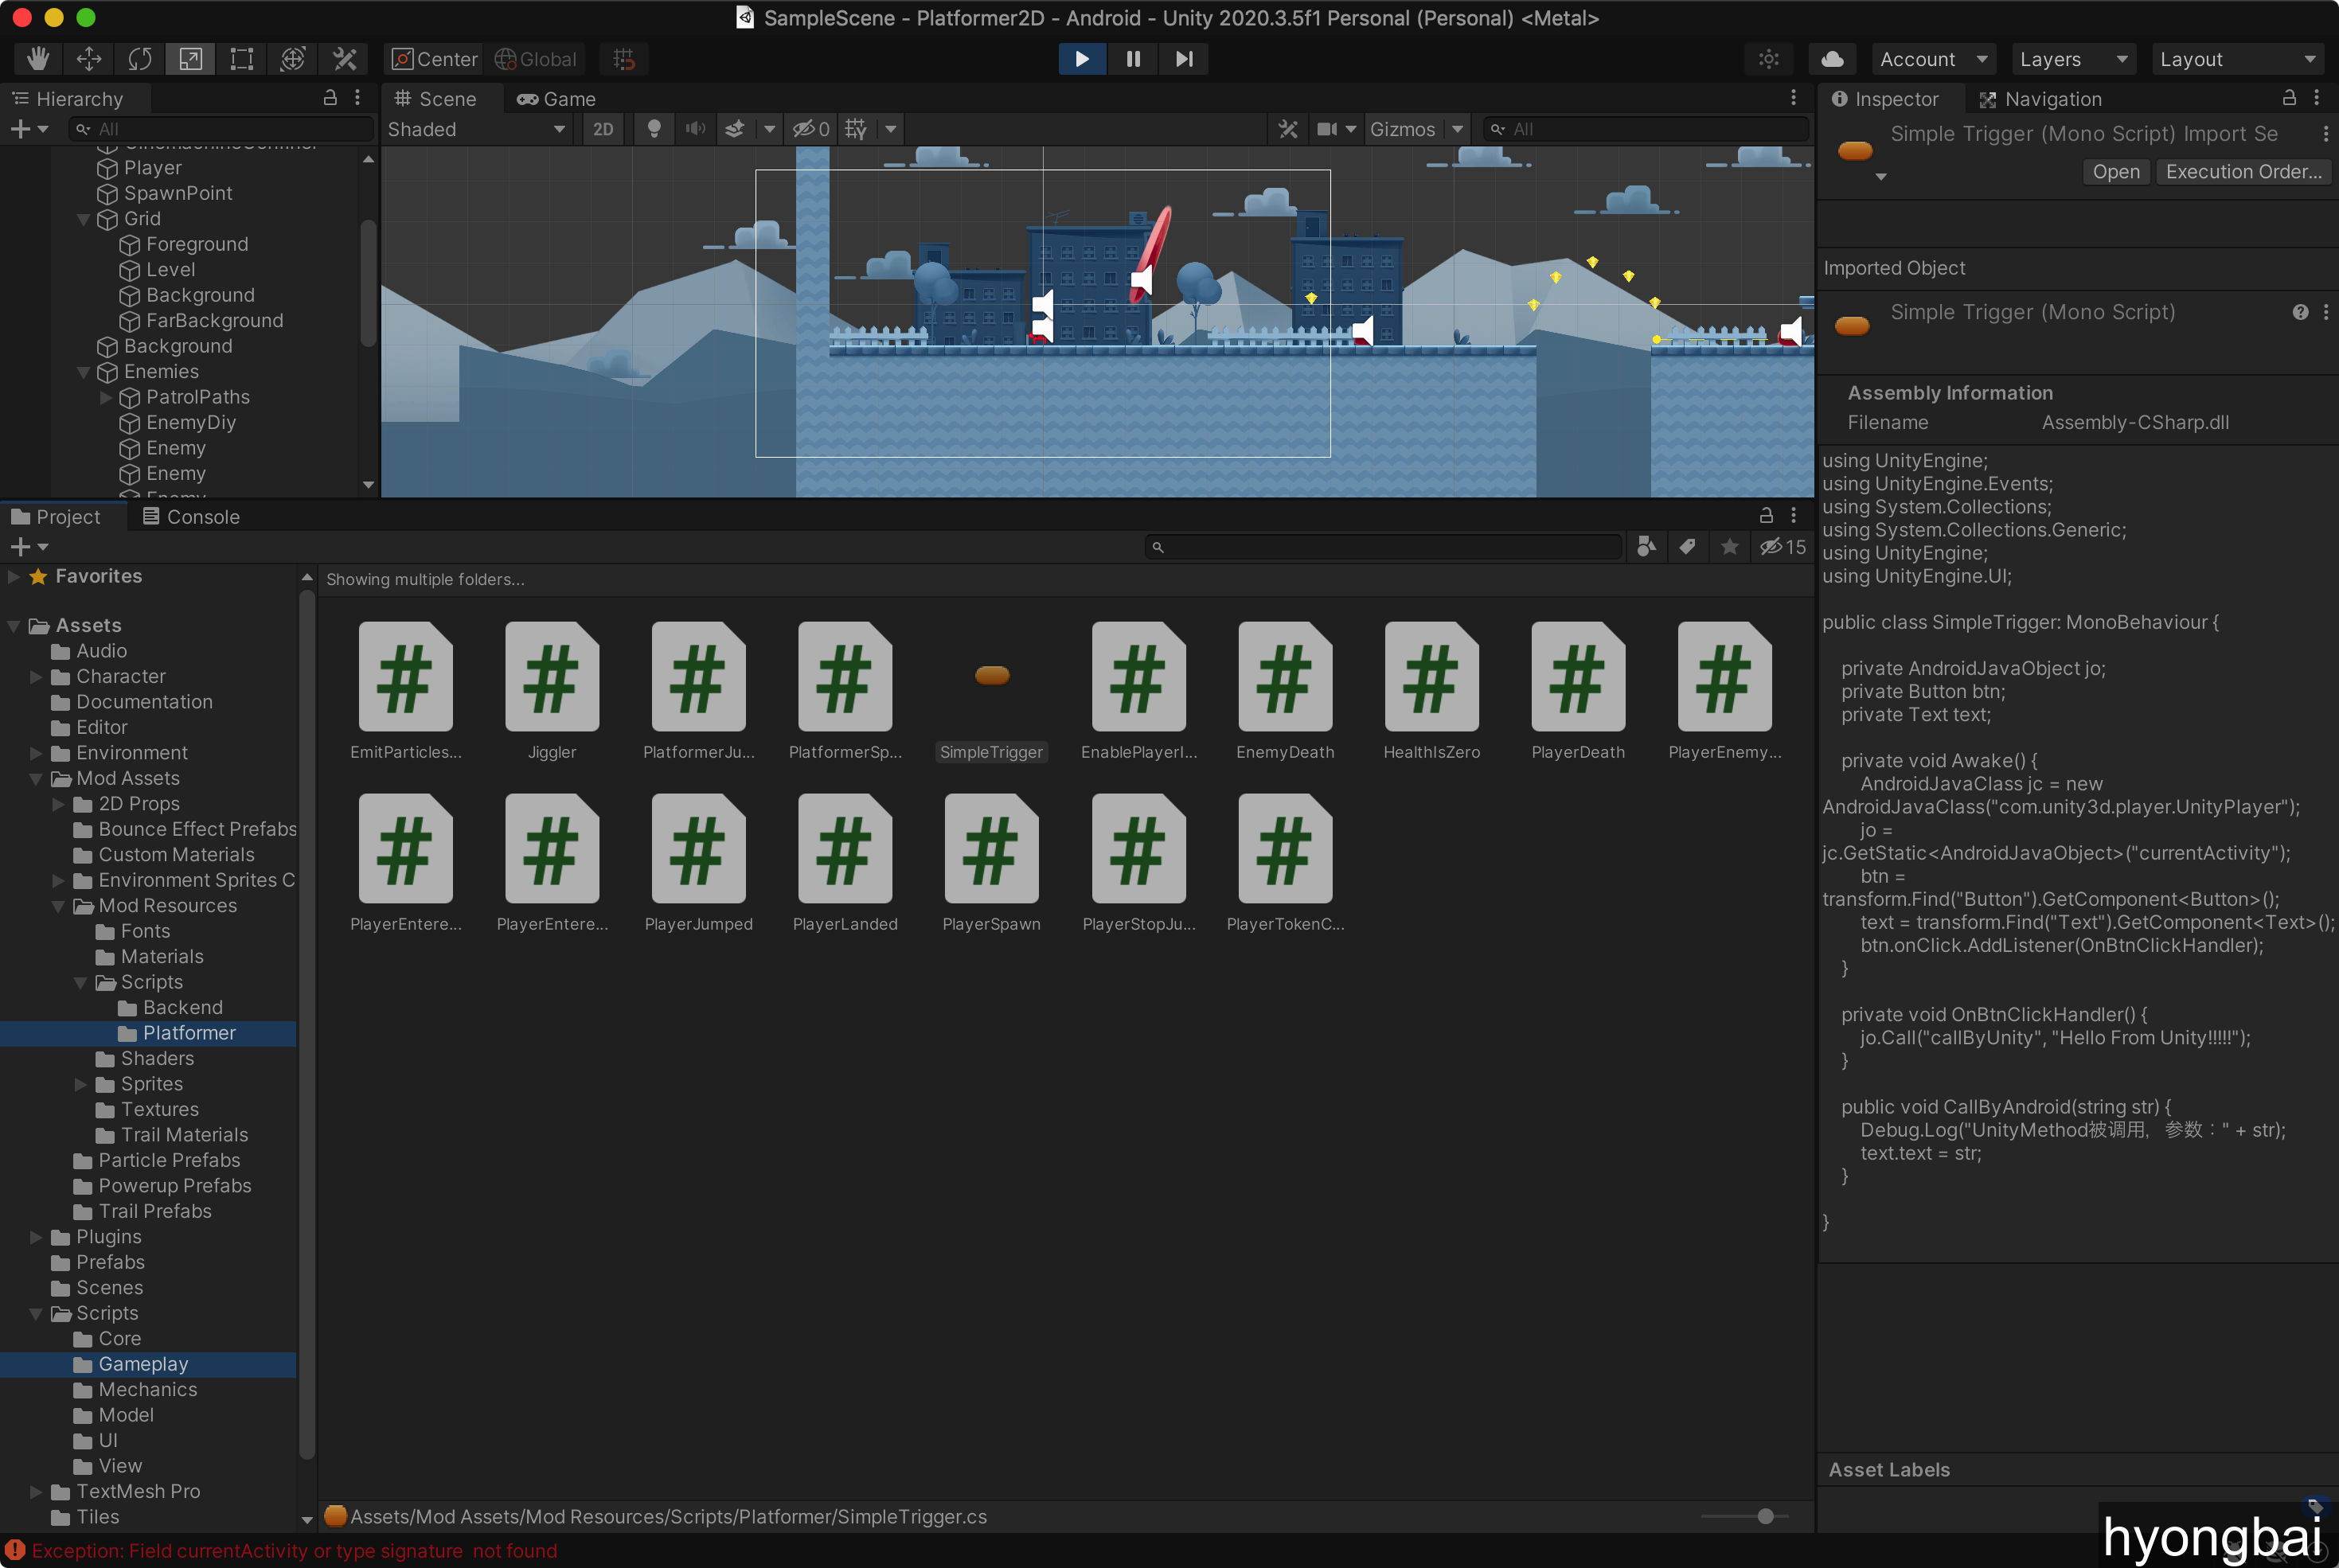 SampleScene - Platformer2D - Android - Unity 2020.3.5f1 Personal (Personal) <Metal>
Center
Global
Account
Layers
Layout
Hierarchy
All
Player
SpawnPoint
Grid
Foreground
Level
Background
FarBackground
Background
Enemies
PatrolPaths
EnemyDiy
Enemy
Enemy
Scene
Game
Shaded
2D
0
Gizmos
All
Inspector
Navigation
Simple Trigger (Mono Script) Import Se
Open
Execution Order...
Imported Object
Simple Trigger (Mono Script)
Assembly Information
Filename Assembly-CSharp.dll
using UnityEngine;
using UnityEngine.Events;
using System.Collections;
using System.Collections.Generic;
using UnityEngine;
using UnityEngine.UI;
public class SimpleTrigger: MonoBehaviour {
private AndroidJavaObject jo;
private Button btn;
private Text text;
private void Awake() {
AndroidJavaClass jc = new
AndroidJavaClass("com.unity3d.player.UnityPlayer");
jo =
jc.GetStatic<AndroidJavaObject>("currentActivity");
btn =
transform.Find("Button").GetComponent<Button>();
text = transform.Find("Text").GetComponent<Text>();
btn.onClick.AddListener(OnBtnClickHandler);
}
private void OnBtnClickHandler() {
jo.Call("callByUnity", "Hello From Unity!!!!!");
}
public void CallByAndroid(string str) {
Debug.Log("UnityMethod被调用，参数：" + str);
text.text = str;
}
}
Asset Labels
Project
Console
15
Favorites
Assets
Audio
Character
Documentation
Editor
Environment
Mod Assets
2D Props
Bounce Effect Prefabs
Custom Materials
Environment Sprites C
Mod Resources
Fonts
Materials
Scripts
Backend
Platformer
Shaders
Sprites
Textures
Trail Materials
Particle Prefabs
Powerup Prefabs
Trail Prefabs
Plugins
Prefabs
Scenes
Scripts
Core
Gameplay
Mechanics
Model
UI
View
TextMesh Pro
Tiles
Showing multiple folders...
EmitParticles...
Jiggler
PlatformerJu...
PlatformerSp...
SimpleTrigger
EnablePlayerI...
EnemyDeath
HealthIsZero
PlayerDeath
PlayerEnemy...
PlayerEntere...
PlayerEntere...
PlayerJumped
PlayerLanded
PlayerSpawn
PlayerStopJu...
PlayerTokenC...
Assets/Mod Assets/Mod Resources/Scripts/Platformer/SimpleTrigger.cs
Exception: Field currentActivity or type signature not found
hyongbai